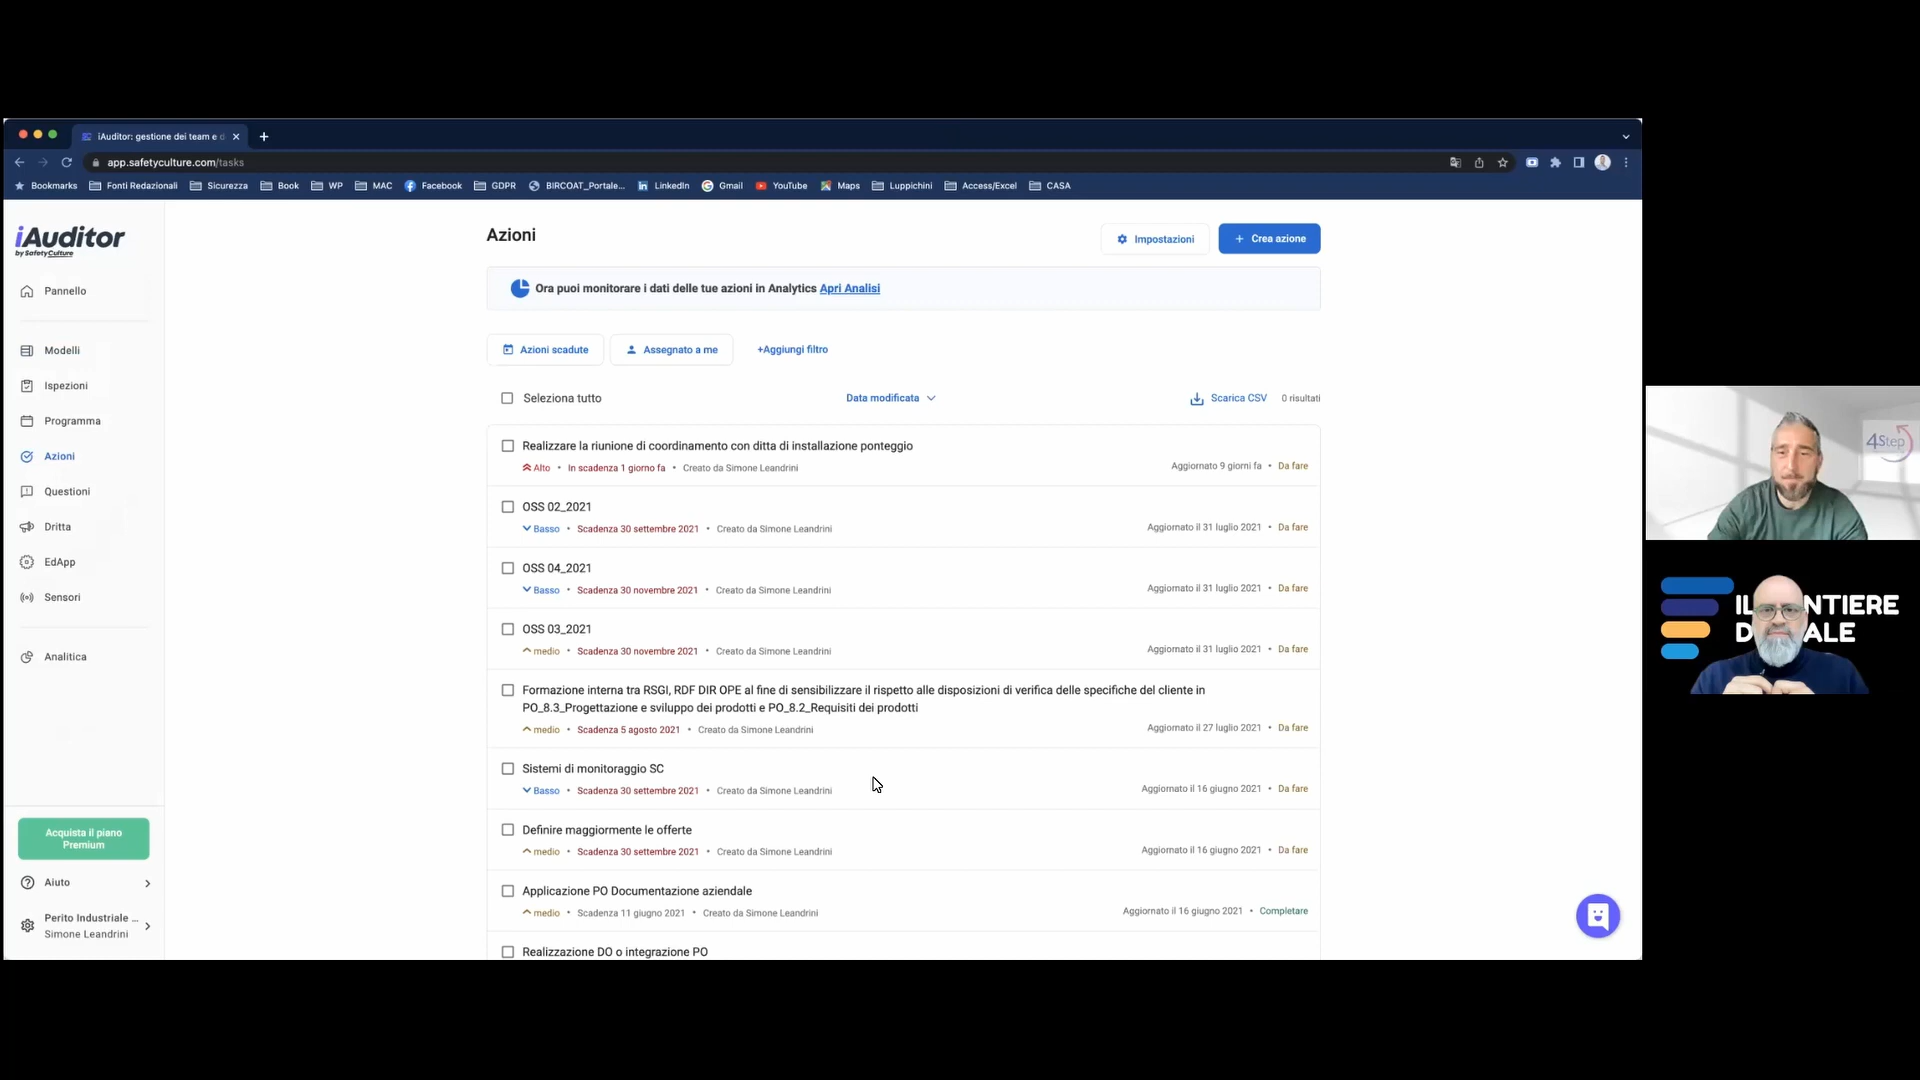 iAuditor: gestione dei team e d
app.safetyculture.com/tasks
Bookmarks Fonti Redazionali Sicurezza Book WP MAC Facebook GDPR BIRCOAT_Portale... LinkedIn Gmail YouTube Maps Luppichini Access/Excel CASA
iAuditor
by SafetyCulture
Pannello
Modelli
Ispezioni
Programma
Azioni
Questioni
Dritta
EdApp
Sensori
Analitica
Acquista il piano
Premium
Aiuto
Perito Industriale ...
Simone Leandrini
Azioni
Impostazioni
+ Crea azione
Ora puoi monitorare i dati delle tue azioni in Analytics Apri Analisi
Azioni scadute Assegnato a me +Aggiungi filtro
Seleziona tutto Data modificata Scarica CSV 0 risultati
Realizzare la riunione di coordinamento con ditta di installazione ponteggio
Alto • In scadenza 1 giorno fa • Creato da Simone Leandrini Aggiornato 9 giorni fa • Da fare
OSS 02_2021
Basso • Scadenza 30 settembre 2021 • Creato da Simone Leandrini Aggiornato il 31 luglio 2021 • Da fare
OSS 04_2021
Basso • Scadenza 30 novembre 2021 • Creato da Simone Leandrini Aggiornato il 31 luglio 2021 • Da fare
OSS 03_2021
medio • Scadenza 30 novembre 2021 • Creato da Simone Leandrini Aggiornato il 31 luglio 2021 • Da fare
Formazione interna tra RSGI, RDF DIR OPE al fine di sensibilizzare il rispetto alle disposizioni di verifica delle specifiche del cliente in
PO_8.3_Progettazione e sviluppo dei prodotti e PO_8.2_Requisiti dei prodotti
medio • Scadenza 5 agosto 2021 • Creato da Simone Leandrini Aggiornato il 27 luglio 2021 • Da fare
Sistemi di monitoraggio SC
Basso • Scadenza 30 settembre 2021 • Creato da Simone Leandrini Aggiornato il 16 giugno 2021 • Da fare
Definire maggiormente le offerte
medio • Scadenza 30 settembre 2021 • Creato da Simone Leandrini Aggiornato il 16 giugno 2021 • Da fare
Applicazione PO Documentazione aziendale
medio • Scadenza 11 giugno 2021 • Creato da Simone Leandrini Aggiornato il 16 giugno 2021 • Completare
Realizzazione DO o integrazione PO
4Step
IL NTIERE
D ALE